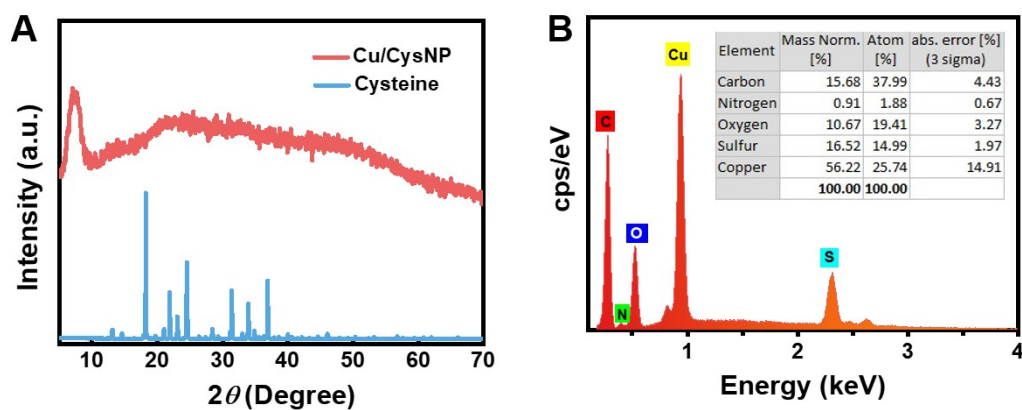 A
Intensity (a.u.)
Cu/CysNP
Cysteine
10 20 30 40 50 60 70
2θ (Degree)
B
cps/eV
C
N
O
Cu
S
Element Mass Norm. [%] Atom [%] abs. error [%] (3 sigma)
Carbon 15.68 37.99 4.43
Nitrogen 0.91 1.88 0.67
Oxygen 10.67 19.41 3.27
Sulfur 16.52 14.99 1.97
Copper 56.22 25.74 14.91
100.00 100.00
1 2 3 4
Energy (keV)